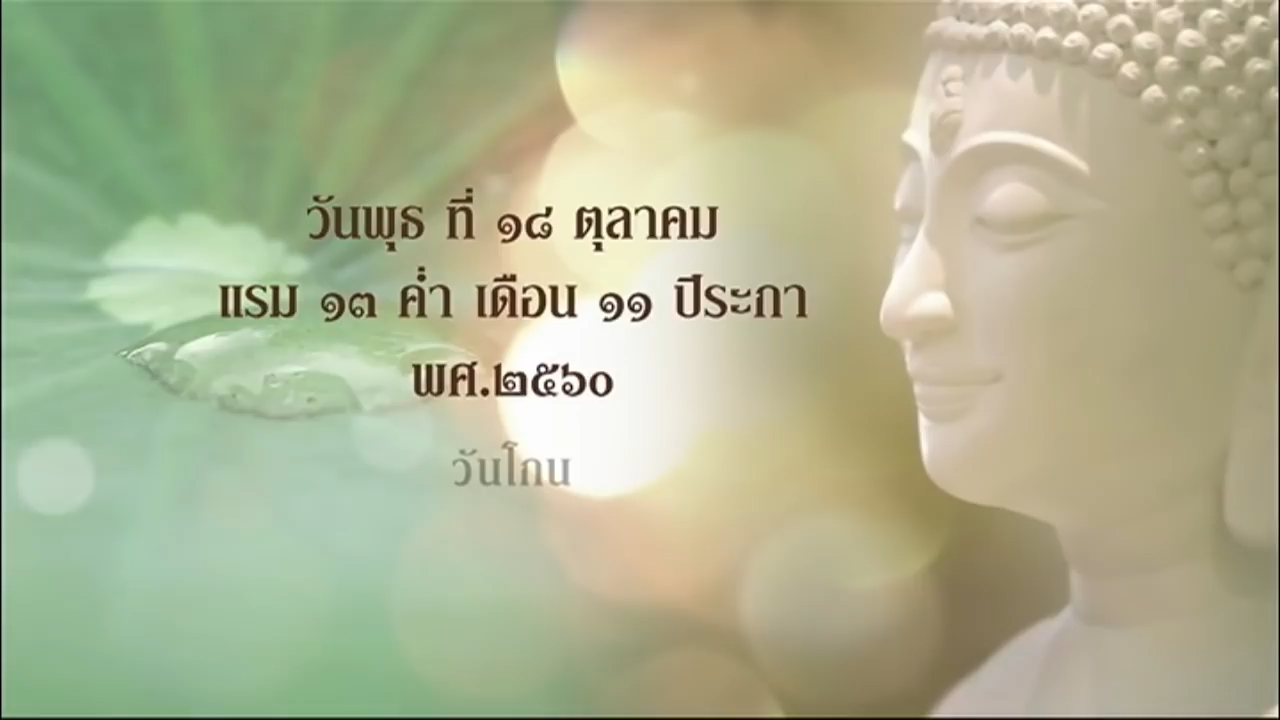 วันพุธ ที่ ๑๘ ตุลาคม
แรม ๑๓ ค่ำ เดือน ๑๑ ปีระกา
พศ.๒๕๖๐
วันโกน